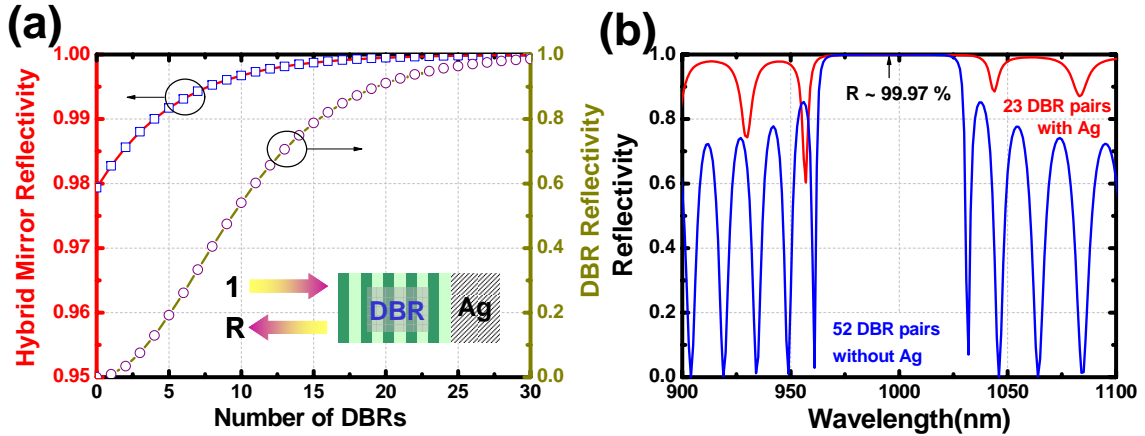 (a)
Hybrid Mirror Reflectivity
1.00
0.99
0.98
0.97
0.96
0.95
1.0
0.8
0.6
0.4
0.2
0.0
DBR Reflectivity
1
R
DBR
Ag
0 5 10 15 20 25 30
Number of DBRs
(b)
Reflectivity
1.0
0.8
0.6
0.4
0.2
0.0
R ~ 99.97 %
23 DBR pairs
with Ag
52 DBR pairs
without Ag
900 950 1000 1050 1100
Wavelength(nm)